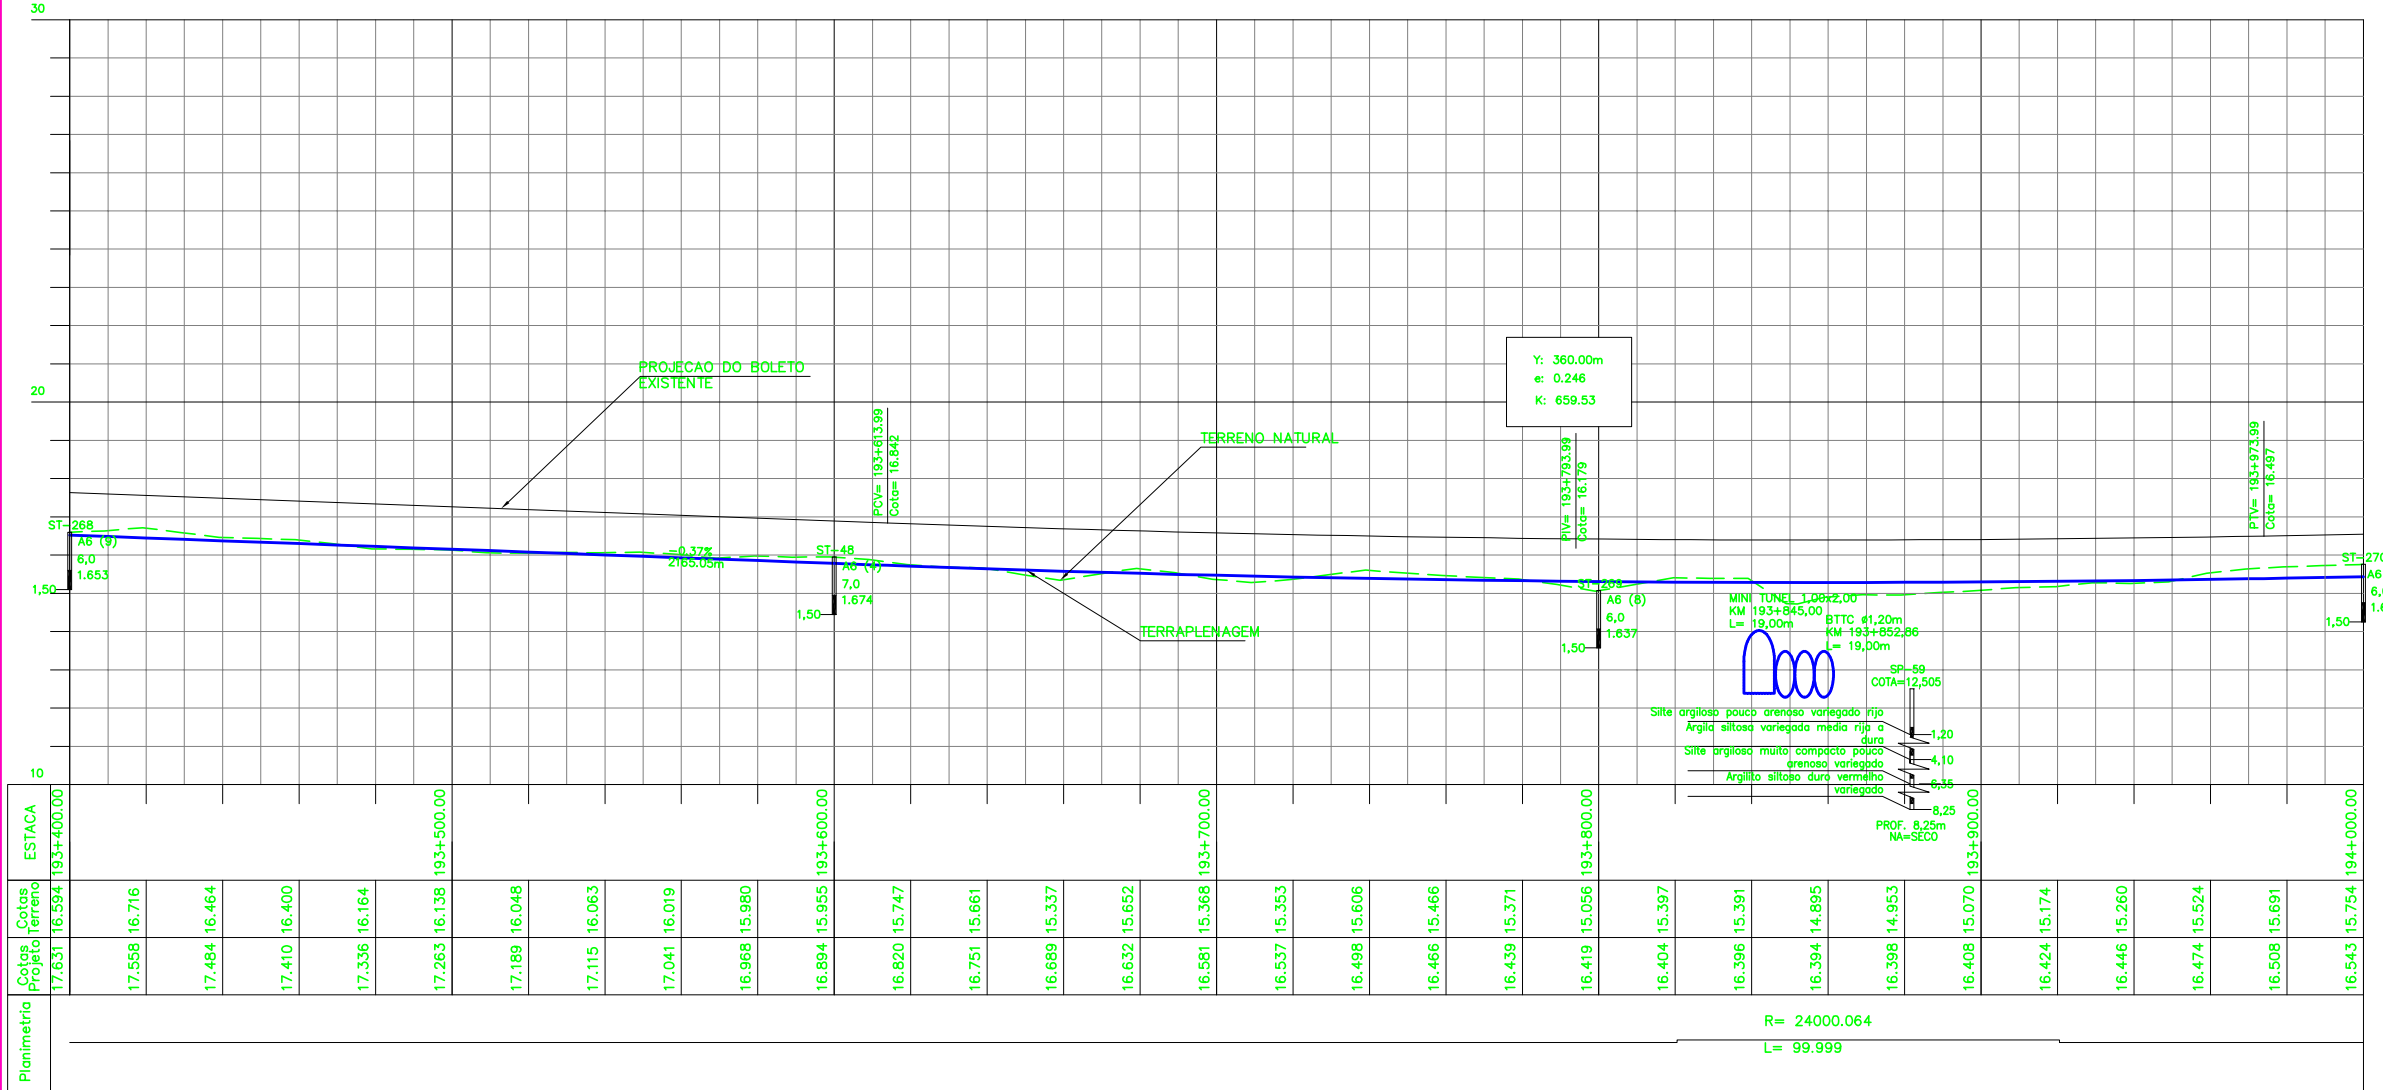 30
20
10
PROJECAO DO BOLETO
EXISTENTE
PCV= 193+613.99
Cota= 16.842
TERRENO NATURAL
Y: 360.00m
e: 0.246
K: 659.53
PIV= 193+793.99
Cota= 16.179
PTV= 193+973.99
Cota= 16.497
ST-268
A6 (9)
6,0
1.653
1,50
-0.37%
2165.05m
ST-48
A6 (4)
7,0
1.674
1,50
TERRAPLENAGEM
ST-269
A6 (8)
6,0
1.637
1,50
MINI TUNEL 1,00x2,00
KM 193+845,00
L= 19,00m
BTTC ø1,20m
KM 193+852,86
L= 19,00m
SP-59
COTA=12,505
Silte argiloso pouco arenoso variegado rijo
Argila siltosa variegada media rija a
dura
Silte argiloso muito compacto pouco
arenoso variegado
Argilito siltoso duro vermelho
variegado
1,20
4,10
6,35
8,25
PROF. 8,25m
NA=SECO
ST-270
A6
6,0
1.6
1,50
ESTACA
193+400.00
193+500.00
193+600.00
193+700.00
193+800.00
193+900.00
194+000.00
Cotas
Terreno
16.594
16.716
16.464
16.400
16.164
16.138
16.048
16.063
16.019
15.980
15.955
15.747
15.661
15.337
15.652
15.368
15.353
15.606
15.466
15.371
15.056
15.397
15.391
14.895
14.953
15.070
15.174
15.260
15.524
15.691
15.754
Cotas
Projeto
17.631
17.558
17.484
17.410
17.336
17.263
17.189
17.115
17.041
16.968
16.894
16.820
16.751
16.689
16.632
16.581
16.537
16.498
16.466
16.439
16.419
16.404
16.396
16.394
16.398
16.408
16.424
16.446
16.474
16.508
16.543
Planimetria
R= 24000.064
L= 99.999